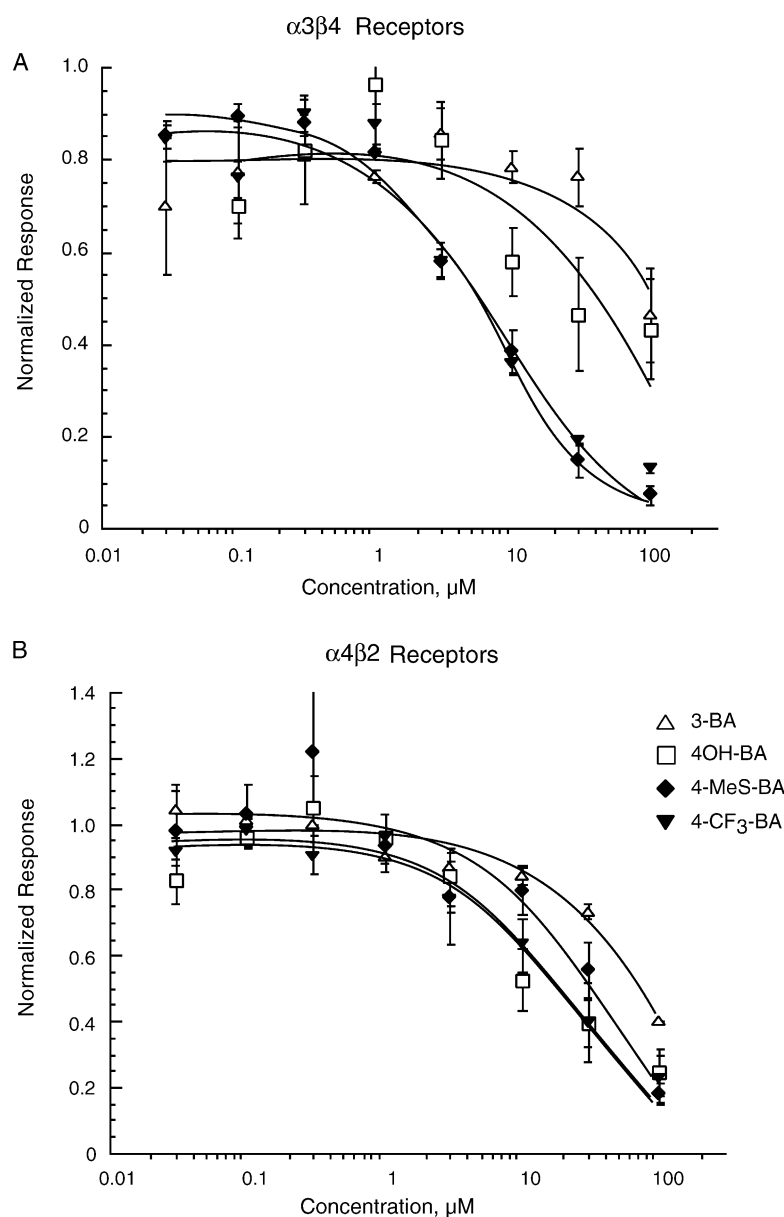 α3β4 Receptors
A
1.0
0.8
0.6
0.4
0.2
0
Normalized Response
0.01 0.1 1 10 100
Concentration, μM
B
α4β2 Receptors
1.4
1.2
1.0
0.8
0.6
0.4
0.2
0
Normalized Response
3-BA
4OH-BA
4-MeS-BA
4-CF3-BA
0.01 0.1 1 10 100
Concentration, μM